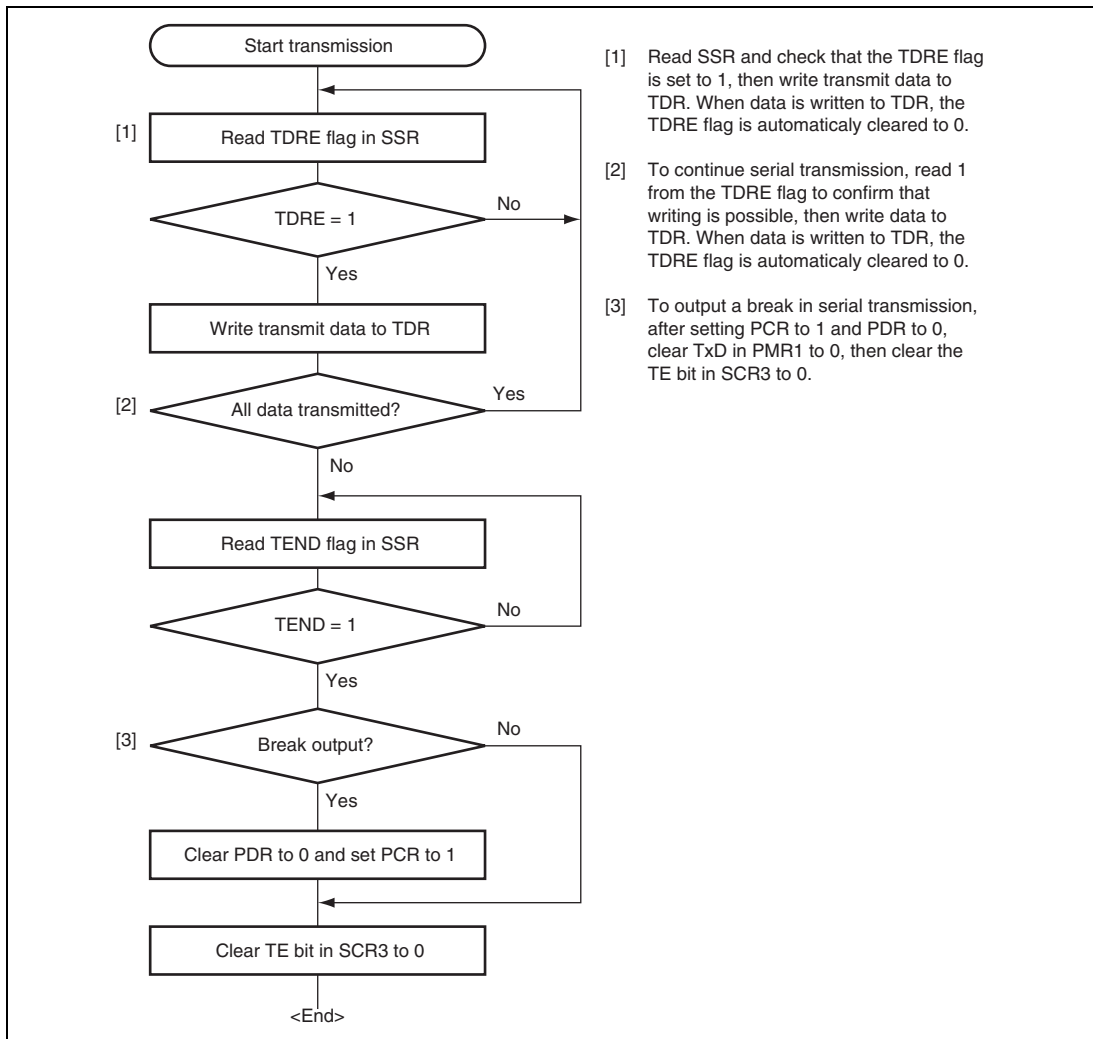 Start transmission
[1]
Read TDRE flag in SSR
TDRE = 1
No
Yes
Write transmit data to TDR
[2]
All data transmitted?
Yes
No
Read TEND flag in SSR
TEND = 1
No
Yes
[3]
Break output?
No
Yes
Clear PDR to 0 and set PCR to 1
Clear TE bit in SCR3 to 0
<End>
[1] Read SSR and check that the TDRE flag
is set to 1, then write transmit data to
TDR. When data is written to TDR, the
TDRE flag is automaticaly cleared to 0.
[2] To continue serial transmission, read 1
from the TDRE flag to confirm that
writing is possible, then write data to
TDR. When data is written to TDR, the
TDRE flag is automaticaly cleared to 0.
[3] To output a break in serial transmission,
after setting PCR to 1 and PDR to 0,
clear TxD in PMR1 to 0, then clear the
TE bit in SCR3 to 0.